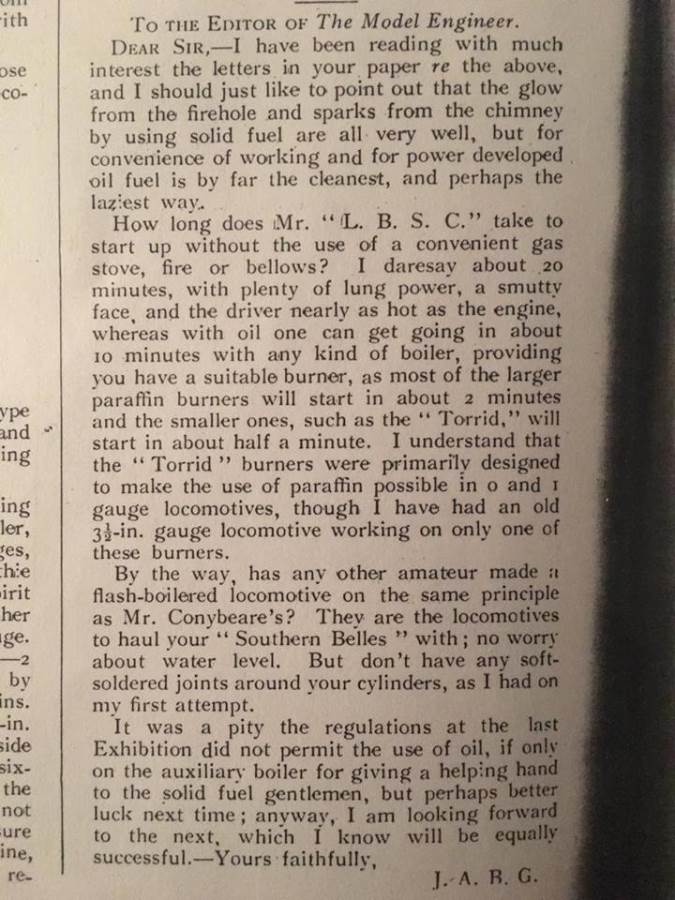 To the Editor of The Model Engineer.
Dear Sir,—I have been reading with much
interest the letters in your paper re the above,
and I should just like to point out that the glow
from the firehole and sparks from the chimney
by using solid fuel are all very well, but for
convenience of working and for power developed
oil fuel is by far the cleanest, and perhaps the
laziest way.
How long does Mr. “L. B. S. C.” take to
start up without the use of a convenient gas
stove, fire or bellows? I daresay about 20
minutes, with plenty of lung power, a smutty
face, and the driver nearly as hot as the engine,
whereas with oil one can get going in about
10 minutes with any kind of boiler, providing
you have a suitable burner, as most of the larger
paraffin burners will start in about 2 minutes
and the smaller ones, such as the “ Torrid,” will
start in about half a minute. I understand that
the “ Torrid ” burners were primarily designed
to make the use of paraffin possible in 0 and 1
gauge locomotives, though I have had an old
3½-in. gauge locomotive working on only one of
these burners.
By the way, has any other amateur made a
flash-boilered locomotive on the same principle
as Mr. Conybeare’s? They are the locomotives
to haul your “ Southern Belles ” with; no worry
about water level. But don’t have any soft-
soldered joints around your cylinders, as I had on
my first attempt.
It was a pity the regulations at the last
Exhibition did not permit the use of oil, if only
on the auxiliary boiler for giving a helping hand
to the solid fuel gentlemen, but perhaps better
luck next time; anyway, I am looking forward
to the next, which I know will be equally
successful.—Yours faithfully,
J. A. R. G.